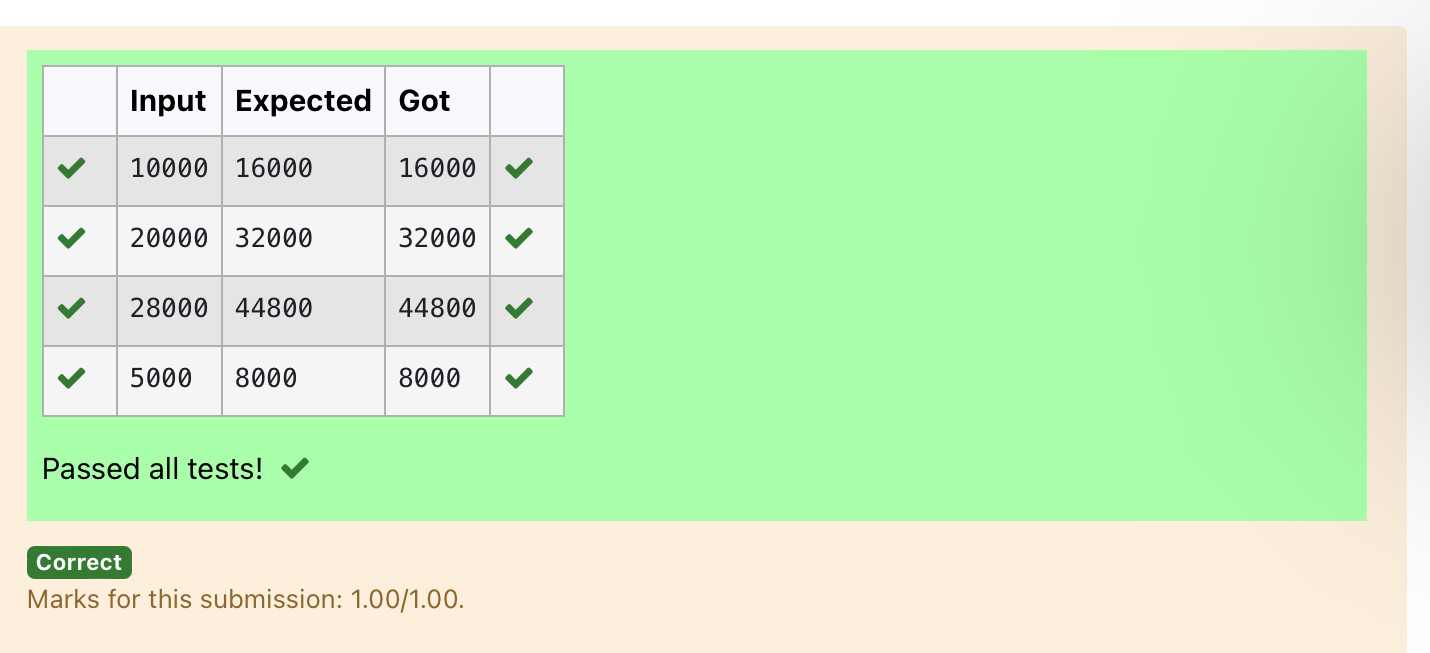 Input Expected Got
10000 16000 16000
20000 32000 32000
28000 44800 44800
5000 8000 8000
Passed all tests!
Correct
Marks for this submission: 1.00/1.00.